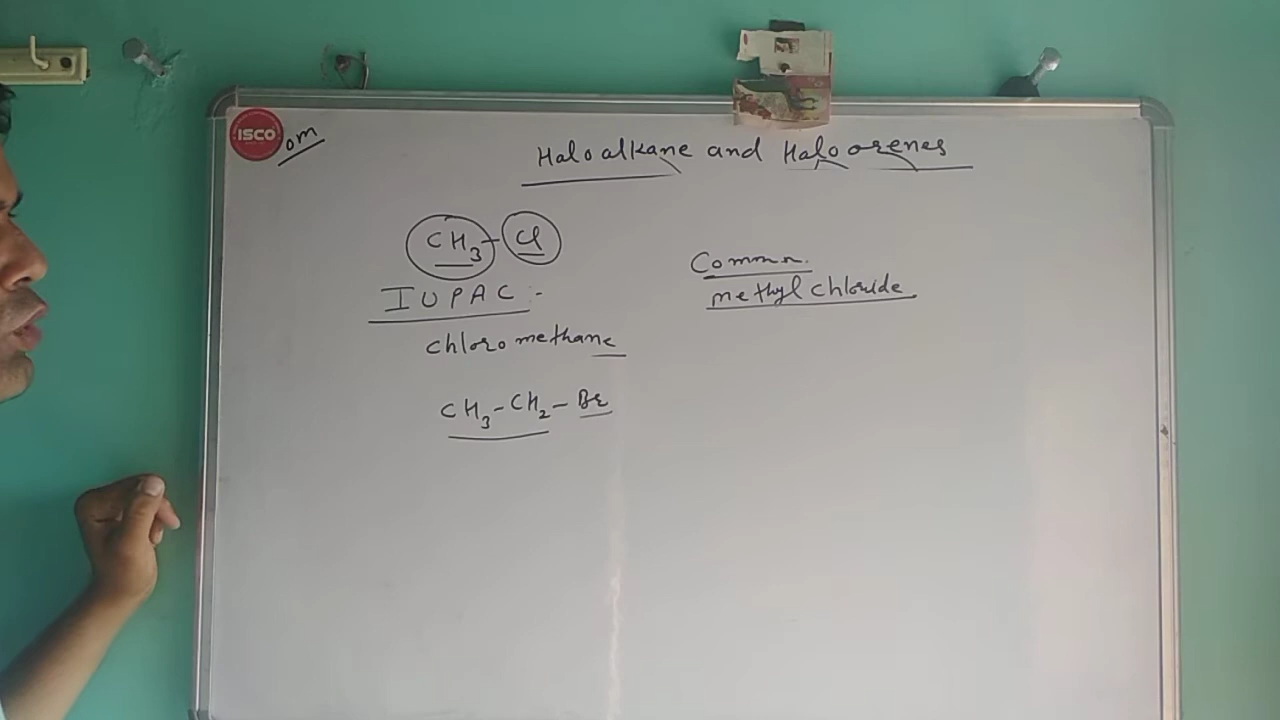 ISCO
om
Haloalkane and Haloarenes
CH₃-Cl
Common.
IUPAC :-
methyl chloride
chloromethane
CH₃-CH₂-Br